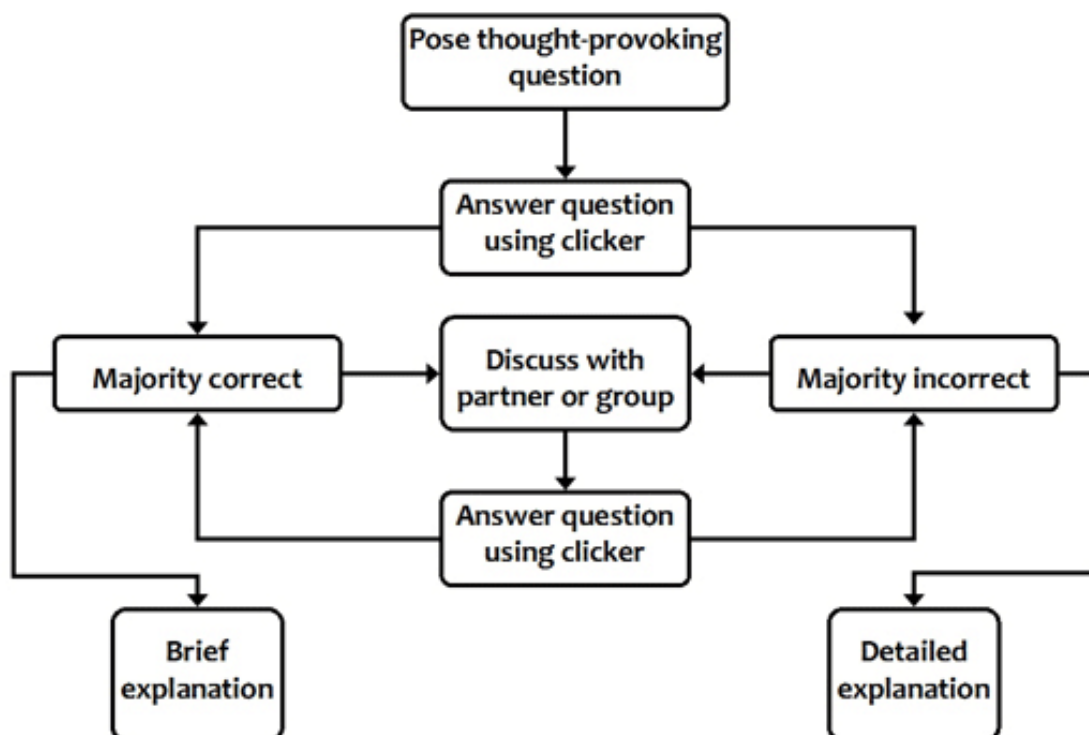 Pose thought-provoking
question
Answer question
using clicker
Majority correct
Discuss with
partner or group
Majority incorrect
Answer question
using clicker
Brief
explanation
Detailed
explanation